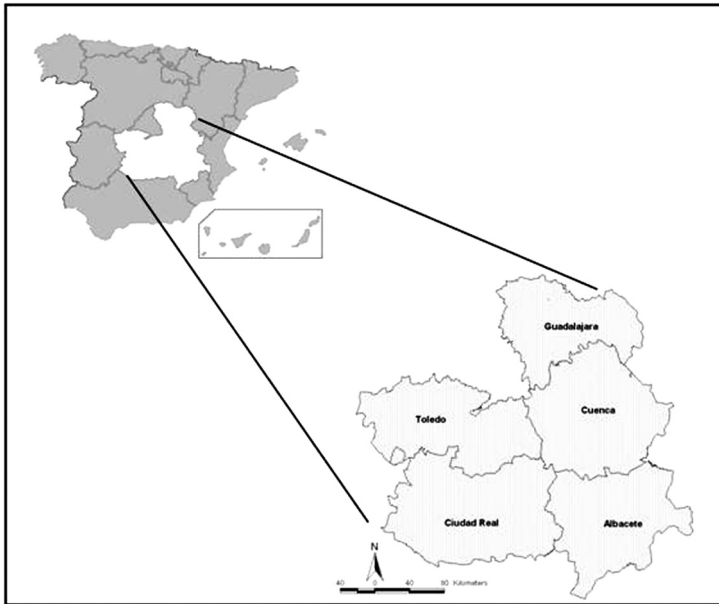 Guadalajara
Cuenca
Toledo
Ciudad Real
Albacete
N
40 0 40 80 Kilometers